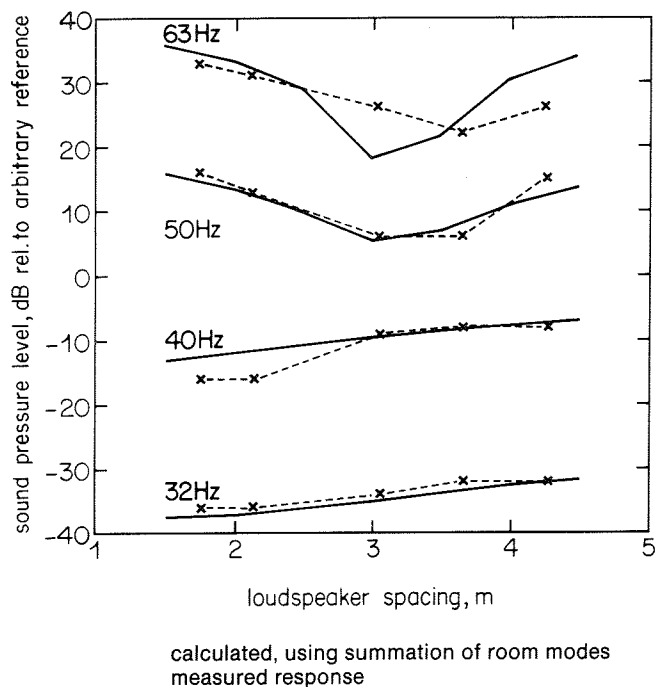 sound pressure level, dB rel. to arbitrary reference
40
30
20
10
0
-10
-20
-30
-40
63Hz
50Hz
40Hz
32Hz
1
2
3
4
5
loudspeaker spacing, m
calculated, using summation of room modes
measured response